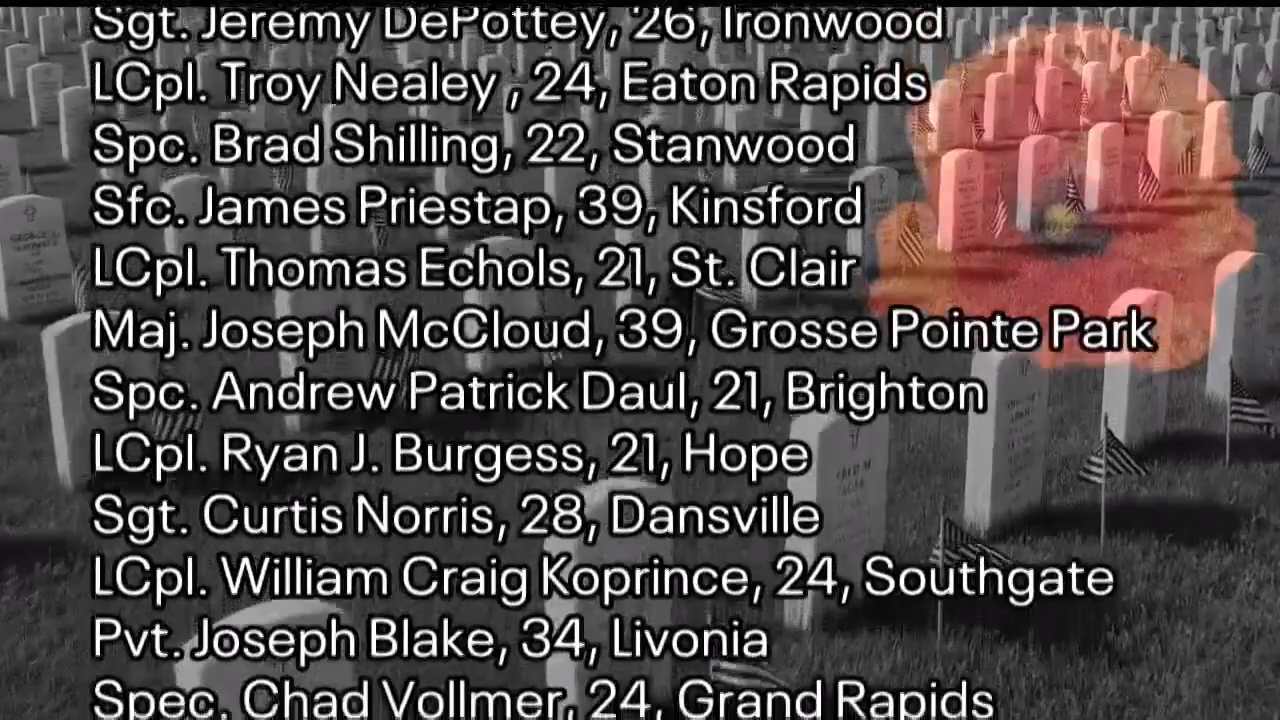 Sgt. Jeremy DePottey, 26, Ironwood
LCpl. Troy Nealey , 24, Eaton Rapids
Spc. Brad Shilling, 22, Stanwood
Sfc. James Priestap, 39, Kinsford
LCpl. Thomas Echols, 21, St. Clair
Maj. Joseph McCloud, 39, Grosse Pointe Park
Spc. Andrew Patrick Daul, 21, Brighton
LCpl. Ryan J. Burgess, 21, Hope
Sgt. Curtis Norris, 28, Dansville
LCpl. William Craig Koprince, 24, Southgate
Pvt. Joseph Blake, 34, Livonia
Spec. Chad Vollmer, 24, Grand Rapids